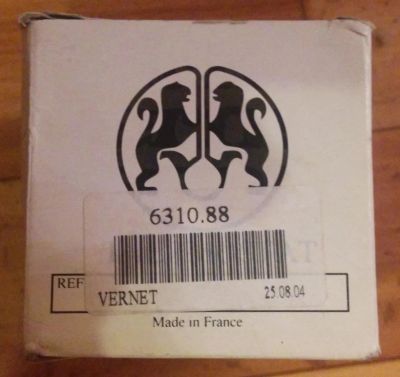 6310.88
REF
VERNET 25.08.04
Made in France